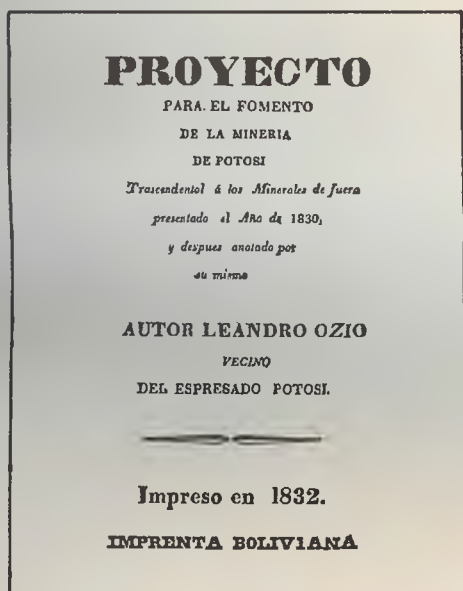 PROYECTO
PARA. EL FOMENTO
DE LA MINERIA
DE POTOSI
Trascendental á los Minerales de fuera
presentado el Año de 1830,
y despues anotado por
su mismo
AUTOR LEANDRO OZIO
VECINO
DEL ESPRESADO POTOSI.
Impreso en 1832.
IMPRENTA BOLIVIANA